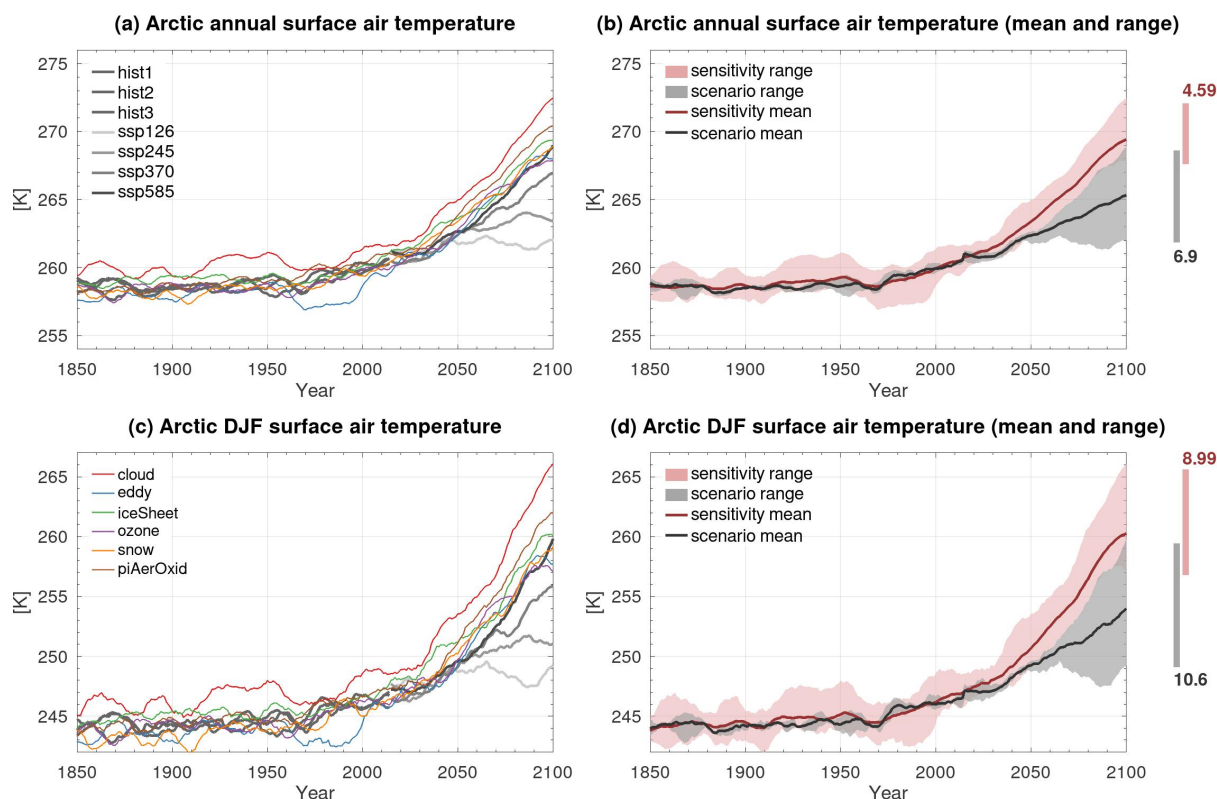 (a) Arctic annual surface air temperature
275
270
265
260
255
[K]
hist1
hist2
hist3
ssp126
ssp245
ssp370
ssp585
1850
1900
1950
2000
2050
2100
Year
(b) Arctic annual surface air temperature (mean and range)
275
270
265
260
255
[K]
sensitivity range
scenario range
sensitivity mean
scenario mean
1850
1900
1950
2000
2050
2100
Year
4.59
6.9
(c) Arctic DJF surface air temperature
265
260
255
250
245
[K]
cloud
eddy
iceSheet
ozone
snow
piAerOxid
1850
1900
1950
2000
2050
2100
Year
(d) Arctic DJF surface air temperature (mean and range)
265
260
255
250
245
[K]
sensitivity range
scenario range
sensitivity mean
scenario mean
1850
1900
1950
2000
2050
2100
Year
8.99
10.6